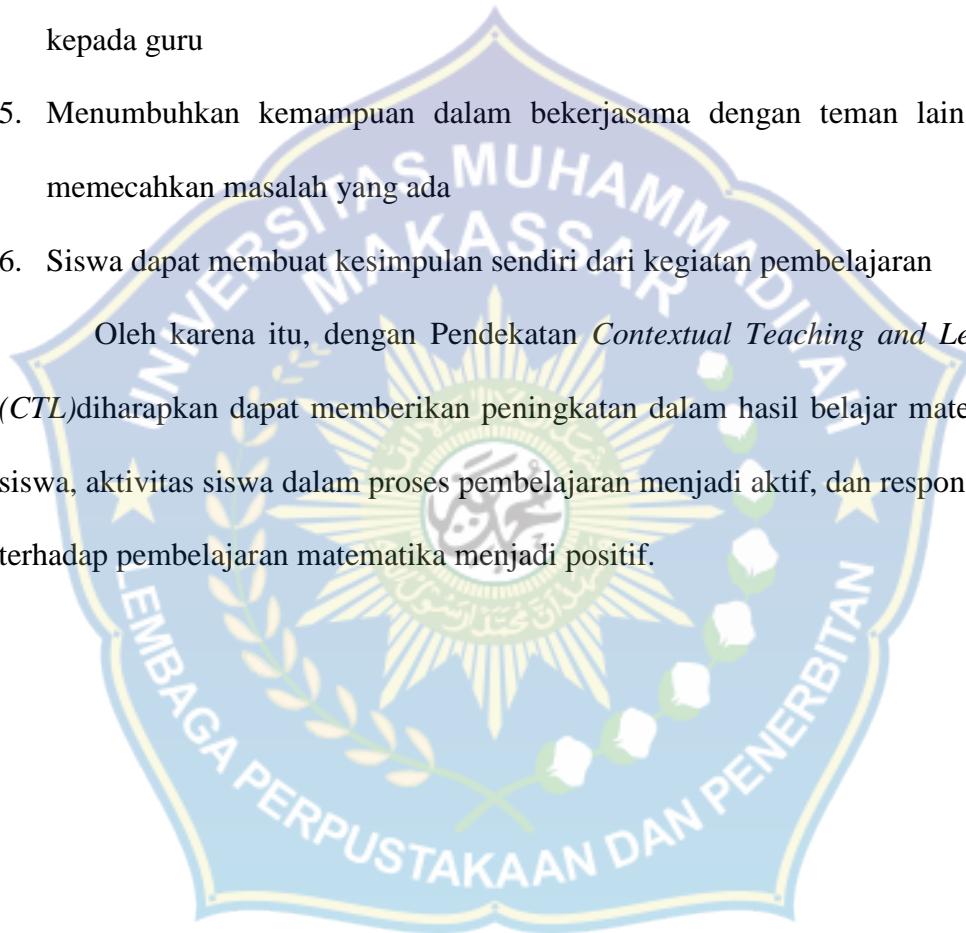 kepada guru
5. Menumbuhkan kemampuan dalam bekerjasama dengan teman lain
memecahkan masalah yang ada
6. Siswa dapat membuat kesimpulan sendiri dari kegiatan pembelajaran
Oleh karena itu, dengan Pendekatan Contextual Teaching and Le
(CTL)diharapkan dapat memberikan peningkatan dalam hasil belajar mate
siswa, aktivitas siswa dalam proses pembelajaran menjadi aktif, dan respon
terhadap pembelajaran matematika menjadi positif.
UNIVERSITAS MUHAMMADIYAH
MAKASSAR
LEMBAGA PERPUSTAKAAN DAN PENERBITAN